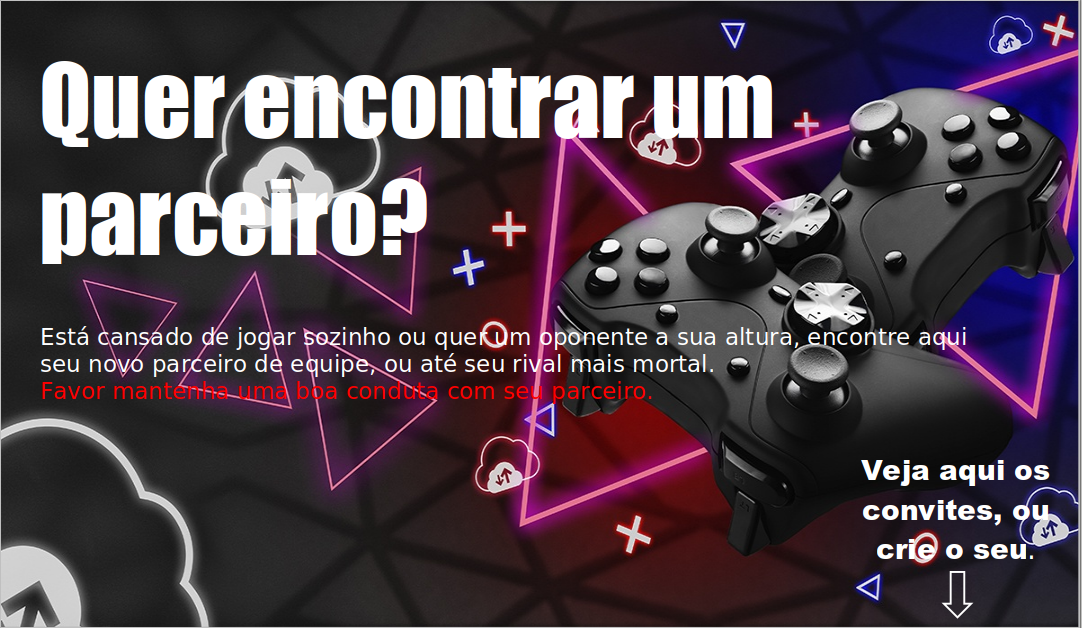 Quer encontrar um
parceiro?
Está cansado de jogar sozinho ou quer um oponente a sua altura, encontre aqui
seu novo parceiro de equipe, ou até seu rival mais mortal.
Favor mantenha uma boa conduta com seu parceiro.
Veja aqui os
convites, ou
crie o seu.